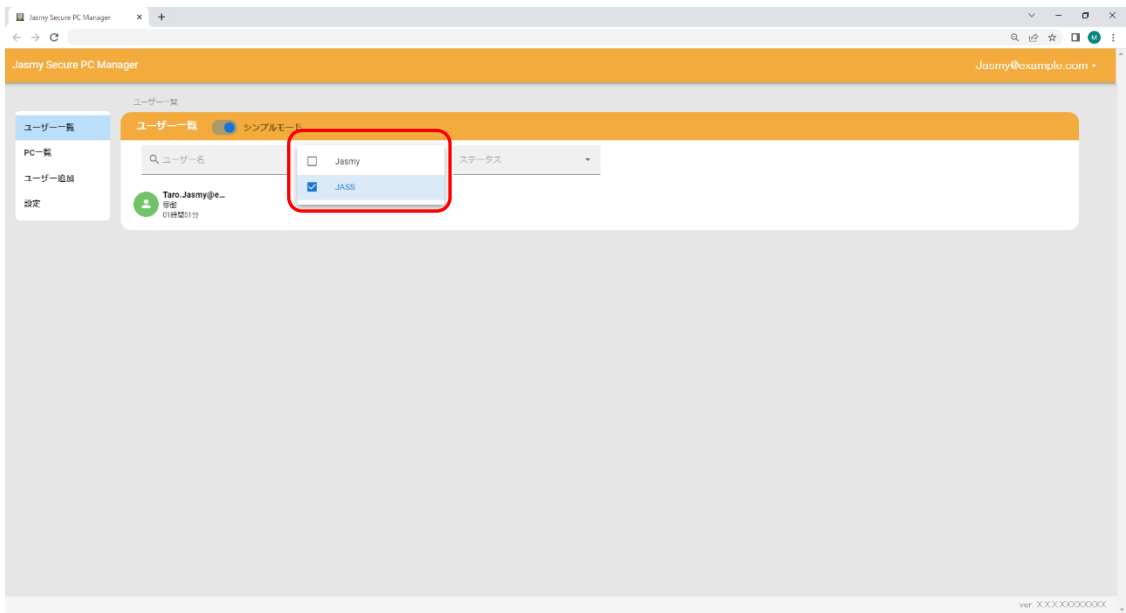 Jasmy Secure PC Manager
Jasmy Secure PC Manager
Jasmy@example.com
ユーザー一覧
ユーザー一覧
PC一覧
ユーザー追加
設定
ユーザー一覧 シンプルモード
ユーザー名
Jasmy
JASS
ステータス
Taro.Jasmy@e...
稼働
01時間51分
M
ver. X.X.X.XXXXXXXXX